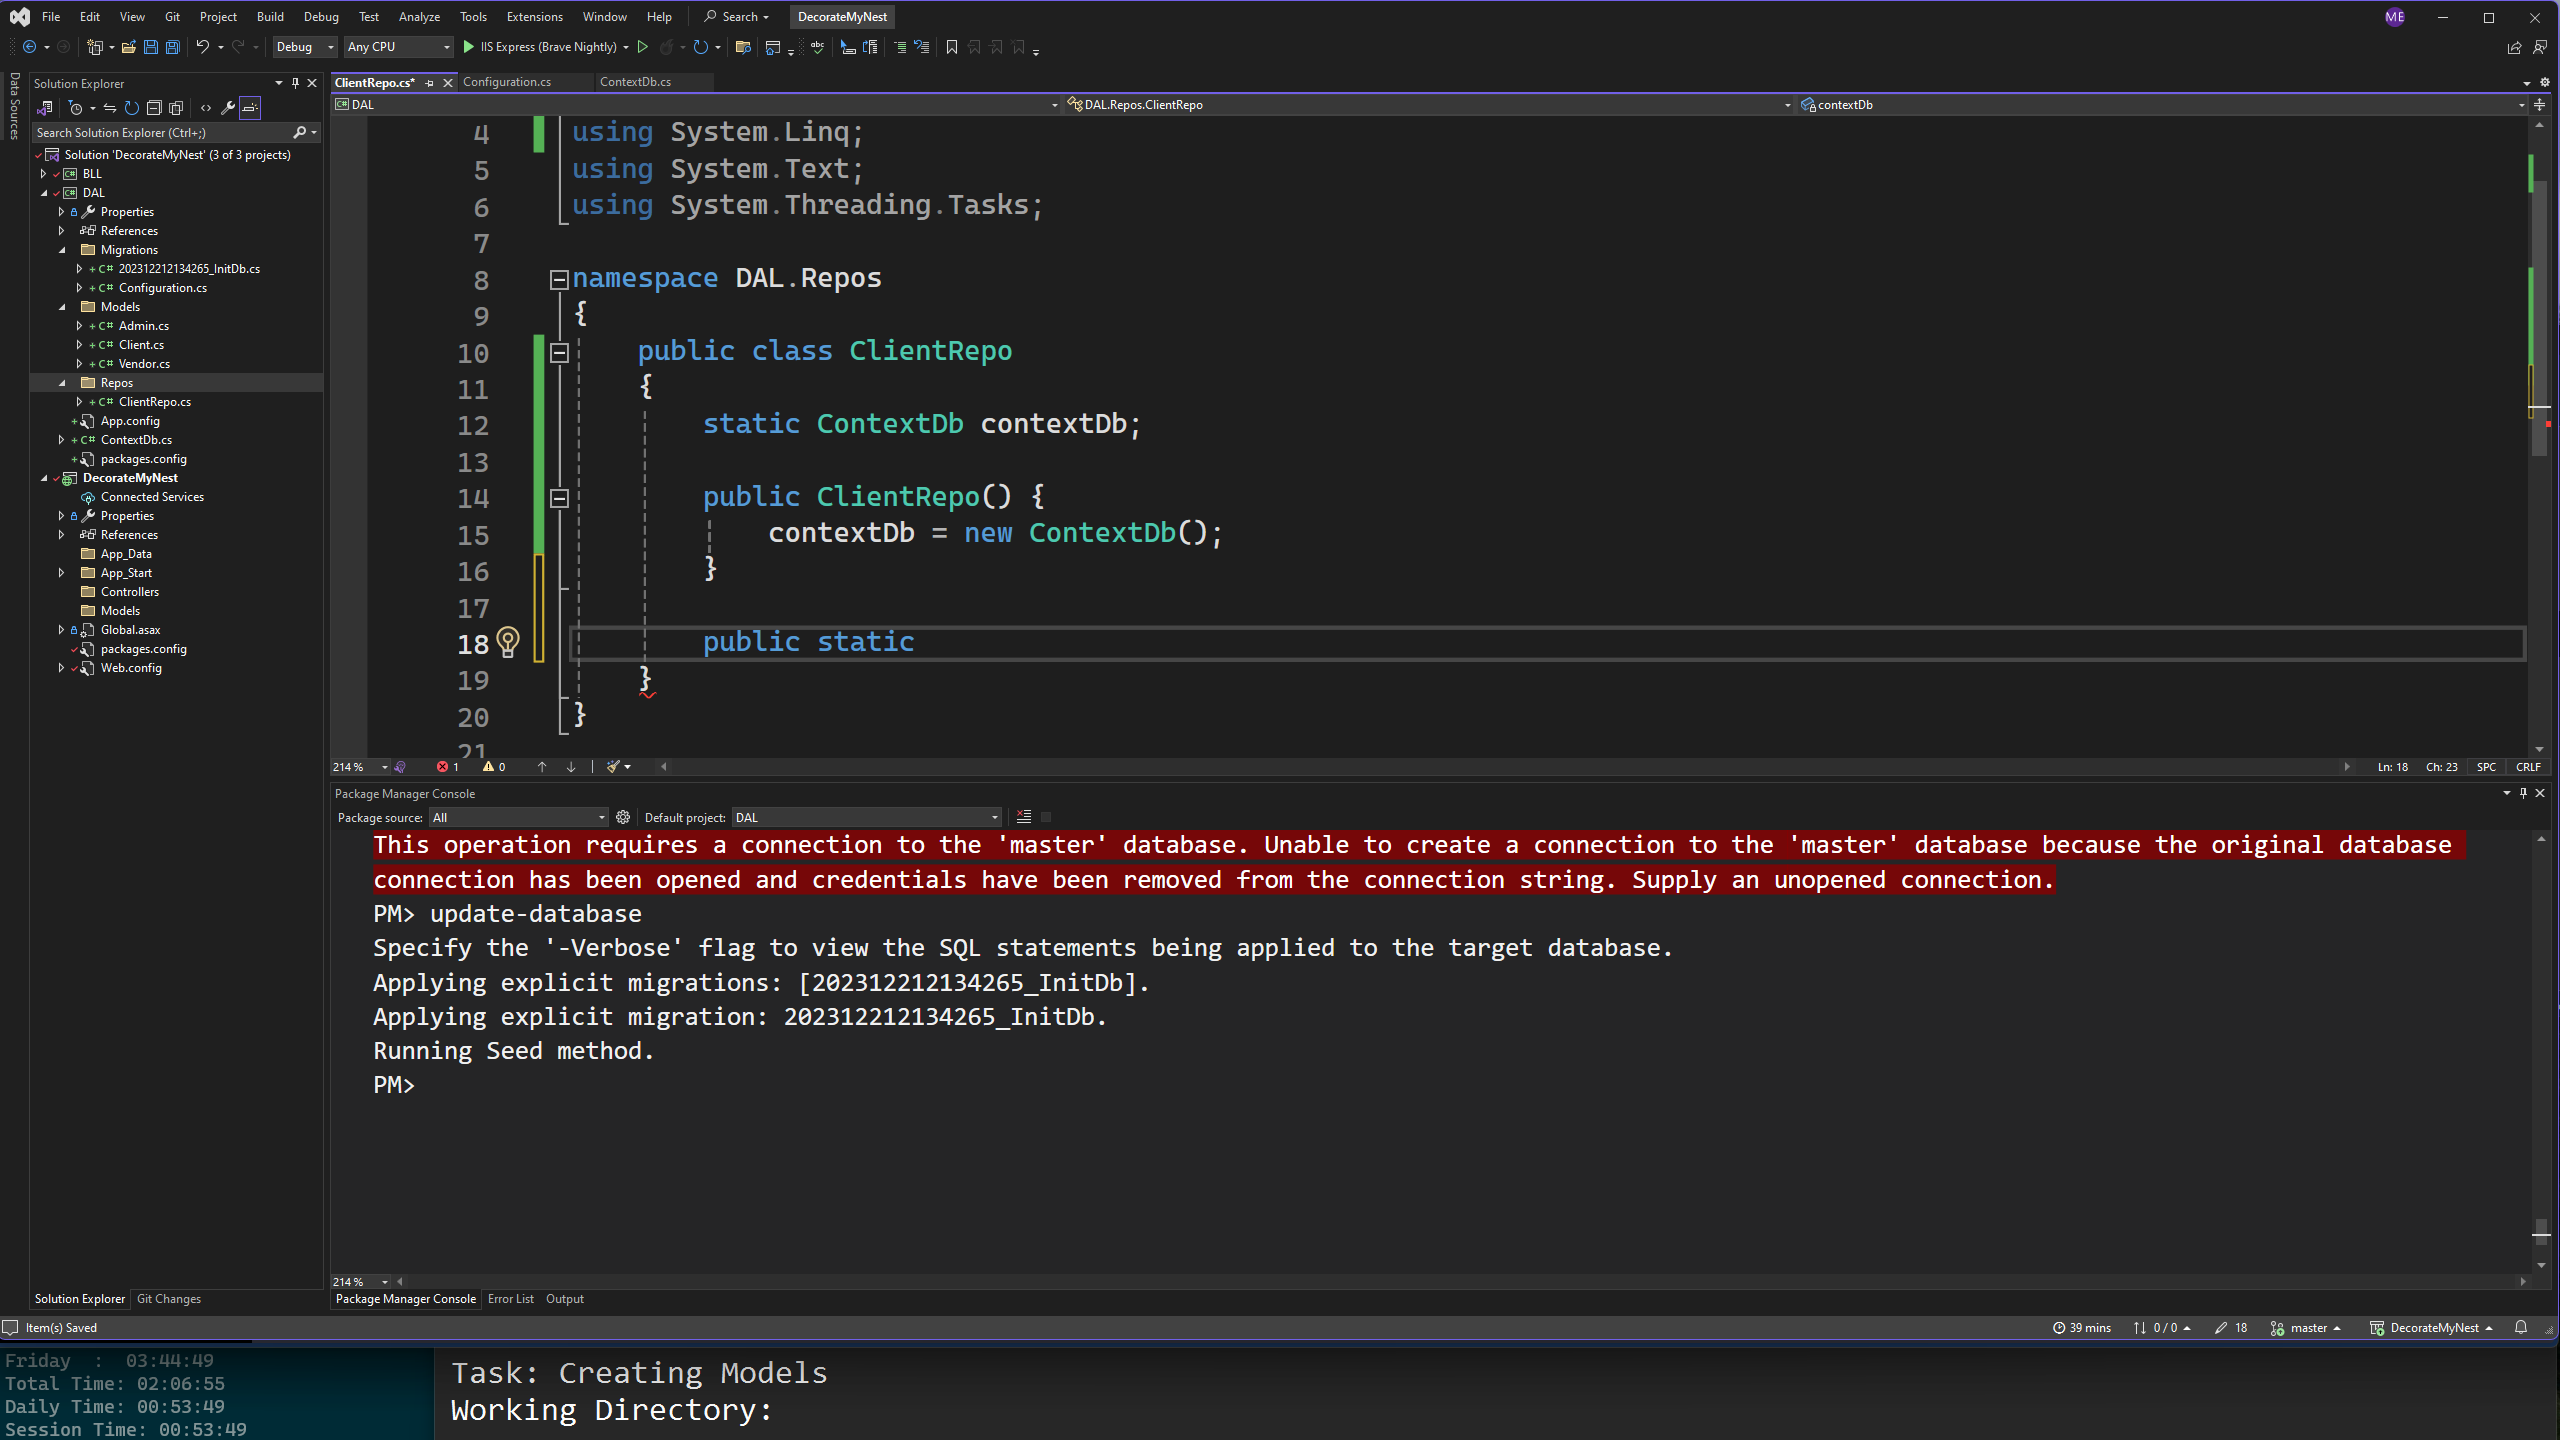 File Edit View Git Project Build Debug Test Analyze Tools Extensions Window Help Search DecorateMyNest ME
Debug Any CPU IIS Express (Brave Nightly)
Data Sources
Solution Explorer
Search Solution Explorer (Ctrl+;)
Solution 'DecorateMyNest' (3 of 3 projects)
BLL
DAL
Properties
References
Migrations
202312212134265_InitDb.cs
Configuration.cs
Models
Admin.cs
Client.cs
Vendor.cs
Repos
ClientRepo.cs
App.config
ContextDb.cs
packages.config
DecorateMyNest
Connected Services
Properties
References
App_Data
App_Start
Controllers
Models
Global.asax
packages.config
Web.config
Solution Explorer Git Changes
ClientRepo.cs* Configuration.cs ContextDb.cs
DAL DAL.Repos.ClientRepo contextDb
4 using System.Linq;
5 using System.Text;
6 using System.Threading.Tasks;
7
8 namespace DAL.Repos
9 {
10 public class ClientRepo
11 {
12 static ContextDb contextDb;
13
14 public ClientRepo() {
15 contextDb = new ContextDb();
16 }
17
18 public static
19 }
20 }
21
214 % 1 0 Ln: 18 Ch: 23 SPC CRLF
Package Manager Console
Package source: All Default project: DAL
This operation requires a connection to the 'master' database. Unable to create a connection to the 'master' database because the original database
connection has been opened and credentials have been removed from the connection string. Supply an unopened connection.
PM> update-database
Specify the '-Verbose' flag to view the SQL statements being applied to the target database.
Applying explicit migrations: [202312212134265_InitDb].
Applying explicit migration: 202312212134265_InitDb.
Running Seed method.
PM>
214 %
Package Manager Console Error List Output
Item(s) Saved 39 mins 0 / 0 18 master DecorateMyNest
Friday : 03:44:49
Total Time: 02:06:55
Daily Time: 00:53:49
Session Time: 00:53:49
Task: Creating Models
Working Directory: